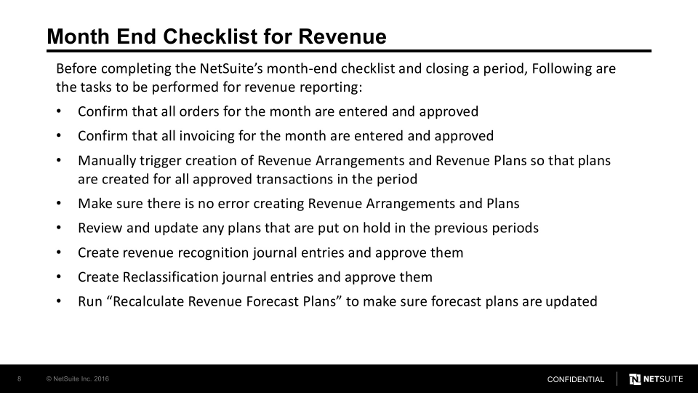 Month End Checklist for Revenue
Before completing the NetSuite's month-end checklist and closing a period, Following are
the tasks to be performed for revenue reporting:
• Confirm that all orders for the month are entered and approved
• Confirm that all invoicing for the month are entered and approved
• Manually trigger creation of Revenue Arrangements and Revenue Plans so that plans
are created for all approved transactions in the period
• Make sure there is no error creating Revenue Arrangements and Plans
• Review and update any plans that are put on hold in the previous periods
• Create revenue recognition journal entries and approve them
• Create Reclassification journal entries and approve them
• Run “Recalculate Revenue Forecast Plans” to make sure forecast plans are updated
8 © NetSuite Inc. 2016 CONFIDENTIAL N NETSUITE